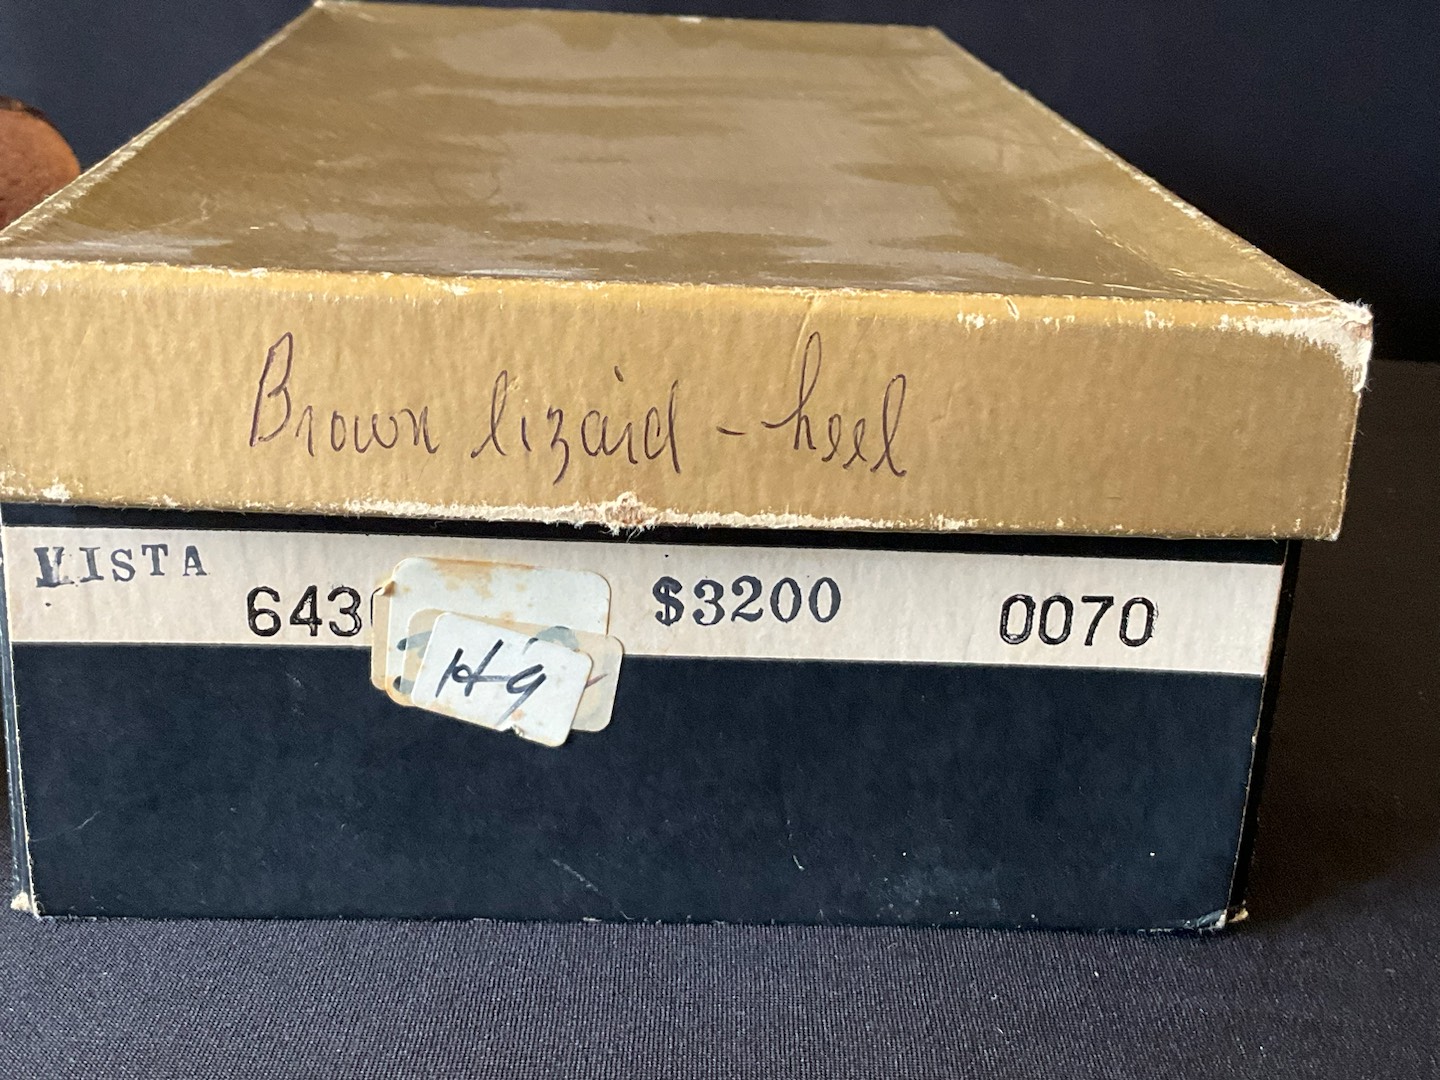 Brown lizard - heel
VISTA
643 $3200 0070
H9